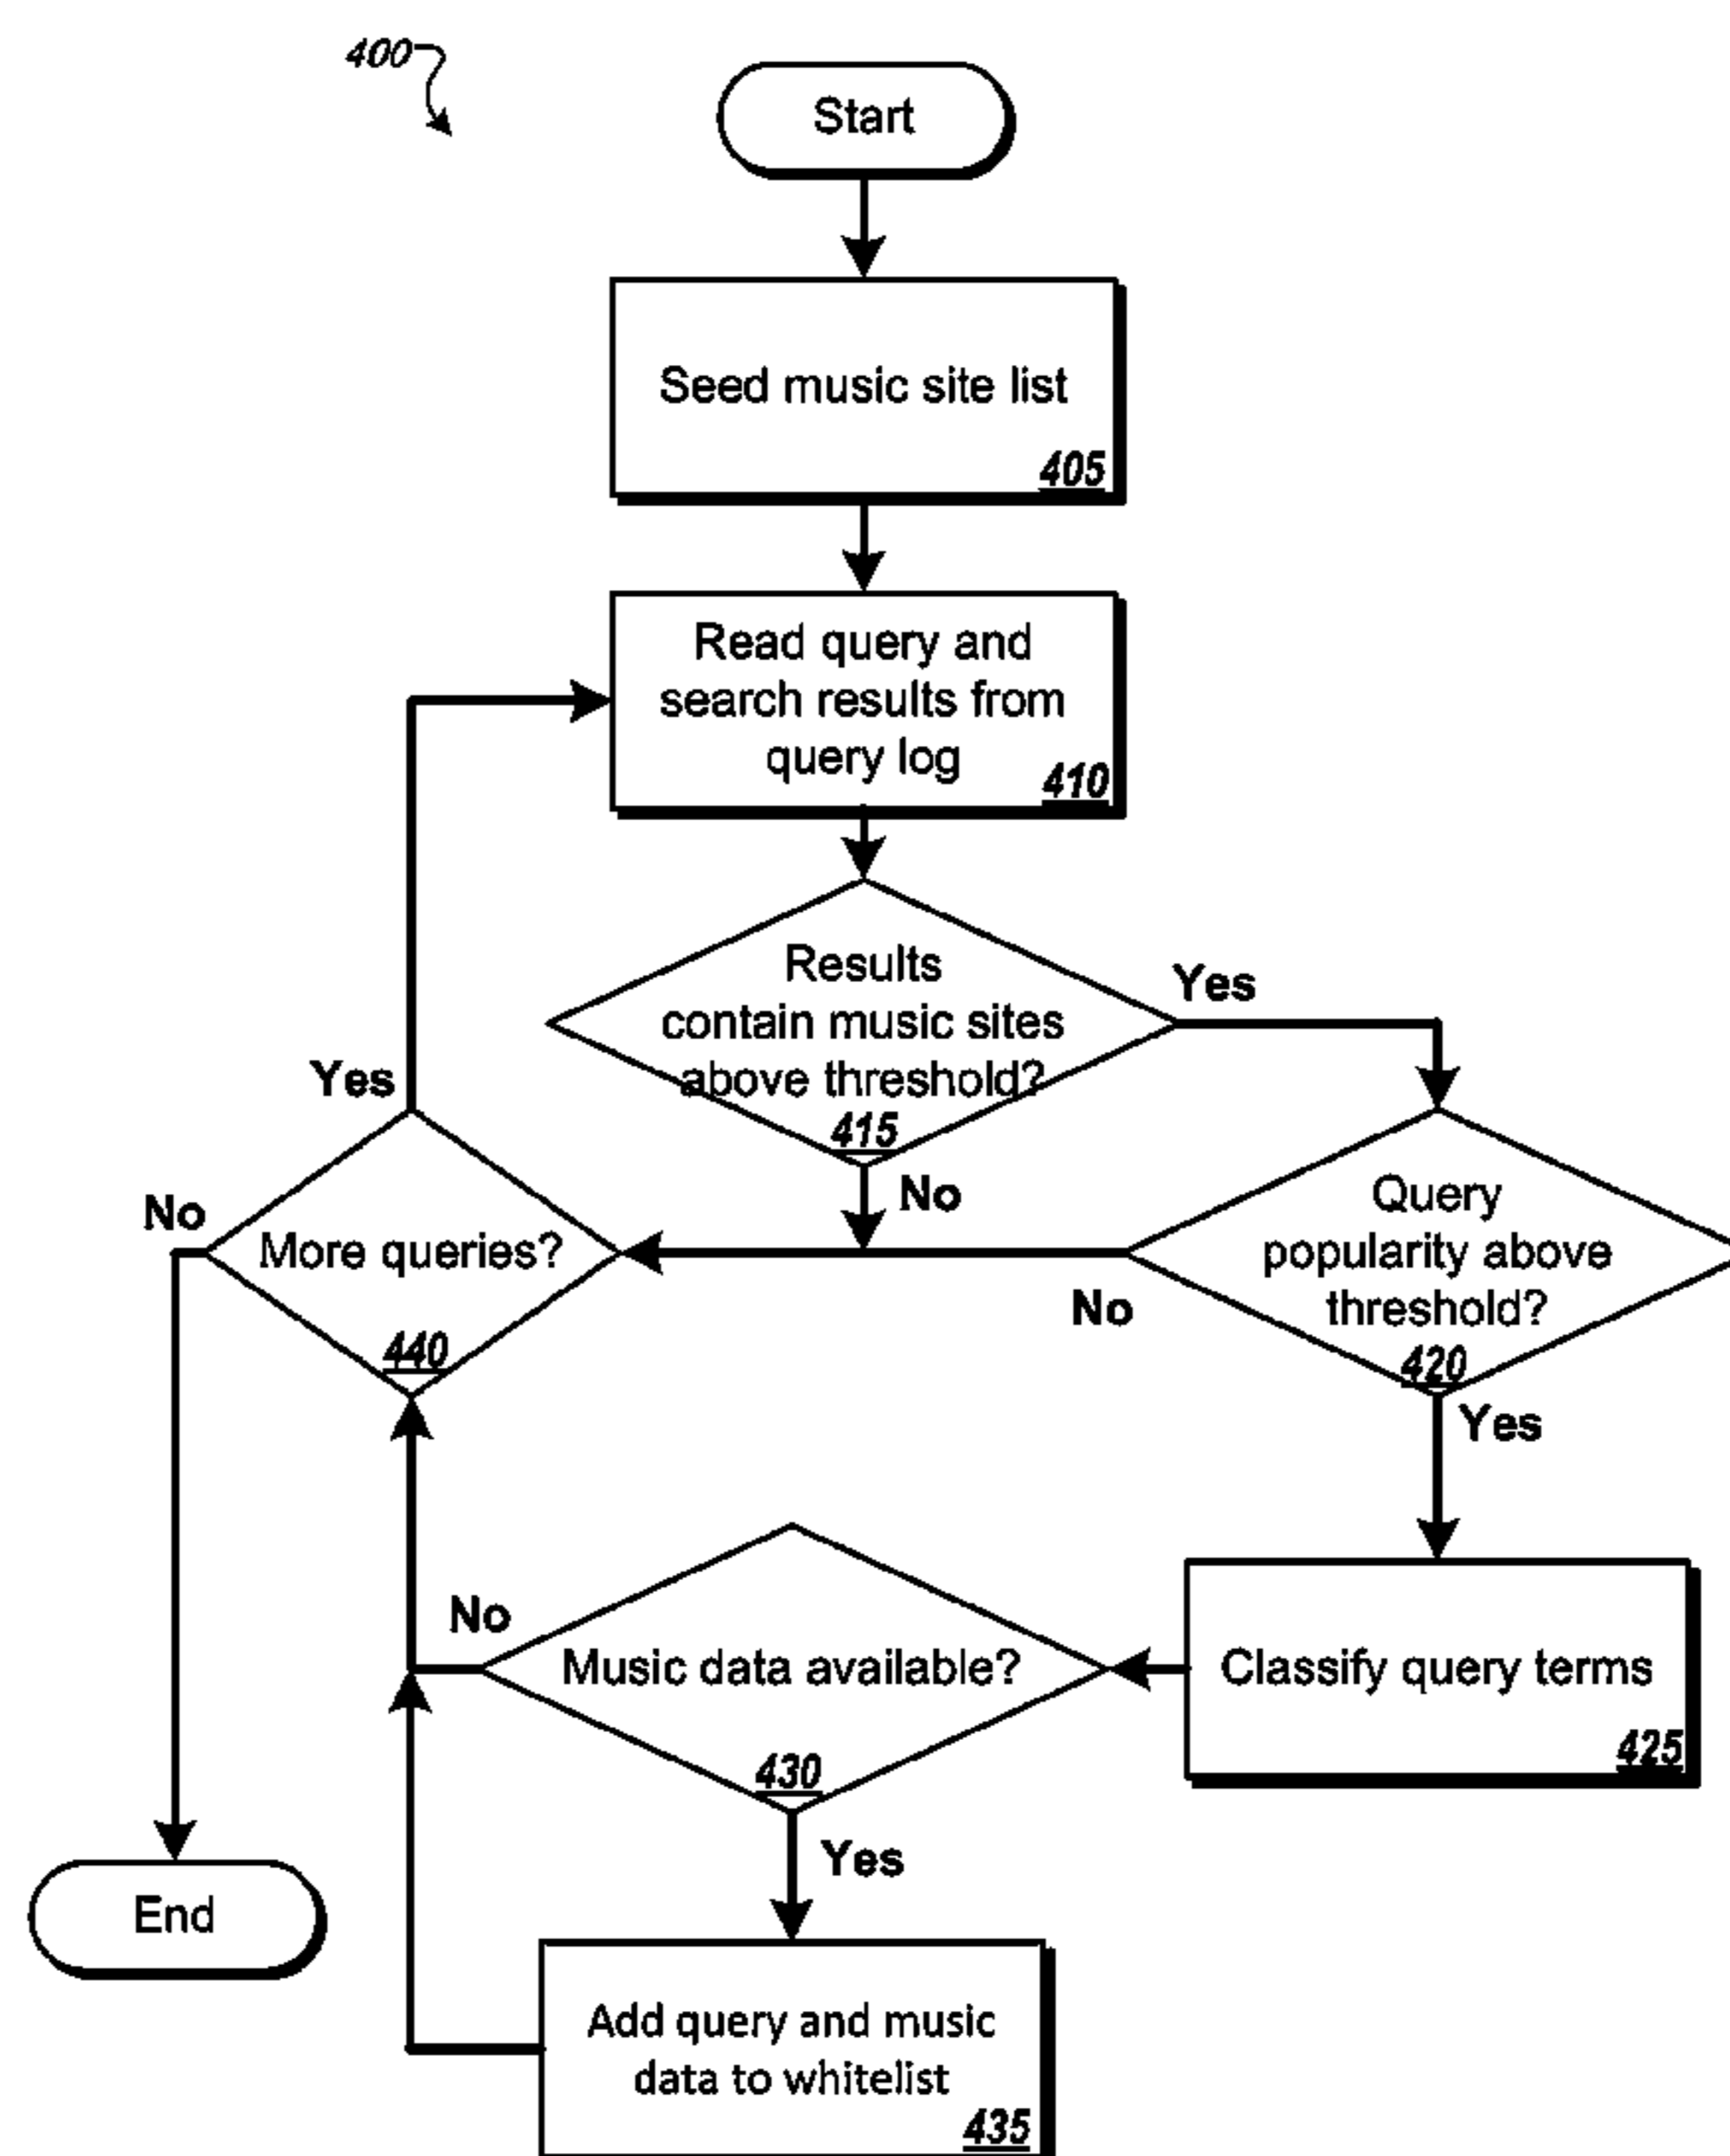 400
Start
Seed music site list
405
Read query and
search results from
query log
410
Results
contain music sites
above threshold?
415
Yes
No
Query
popularity above
threshold?
420
No
Yes
More queries?
440
Yes
No
Classify query terms
425
Music data available?
430
No
Yes
Add query and music
data to whitelist
435
End